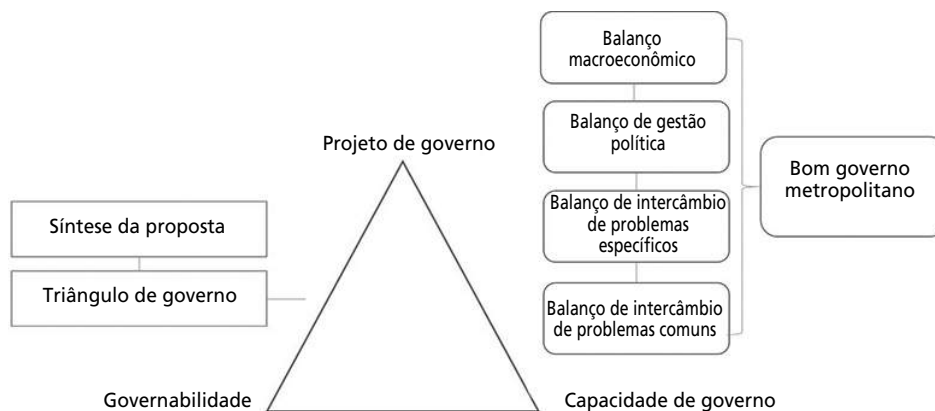 Síntese da proposta
Triângulo de governo
Projeto de governo
Governabilidade
Capacidade de governo
Balanço
macroeconômico
Balanço de gestão
política
Balanço de intercâmbio
de problemas
específicos
Balanço de intercâmbio
de problemas comuns
Bom governo
metropolitano